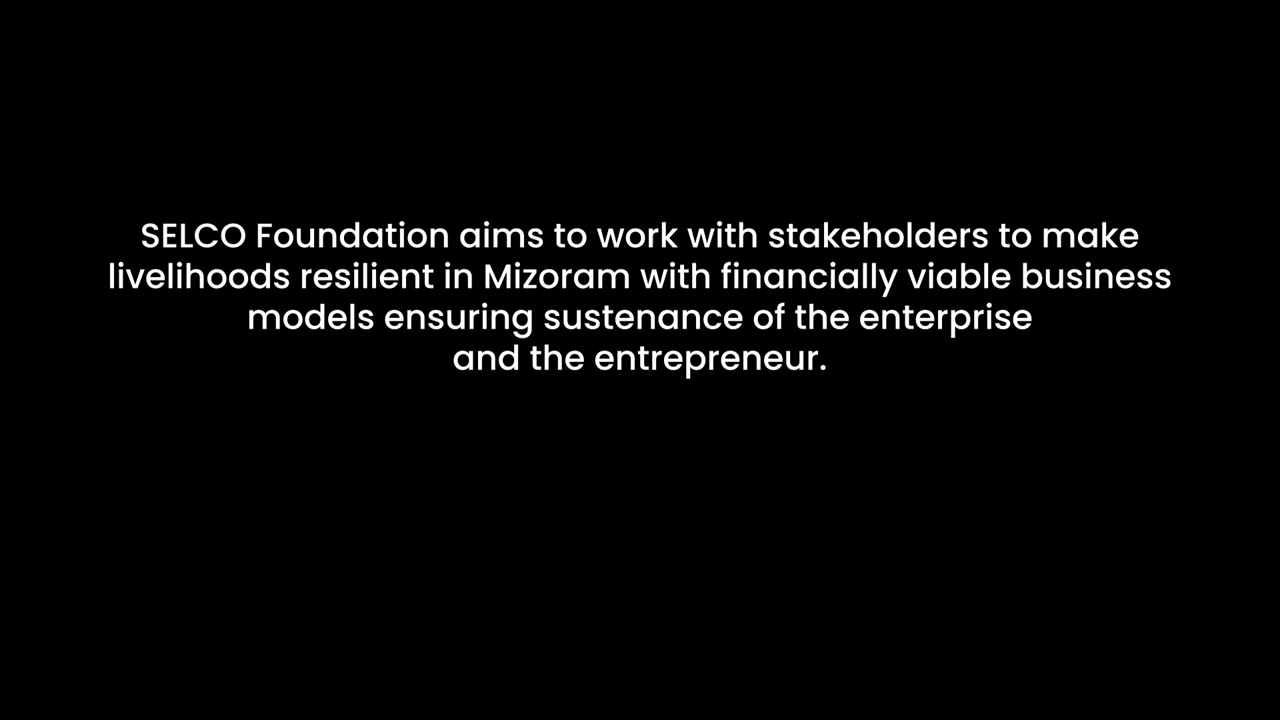 SELCO Foundation aims to work with stakeholders to make
livelihoods resilient in Mizoram with financially viable business
models ensuring sustenance of the enterprise
and the entrepreneur.